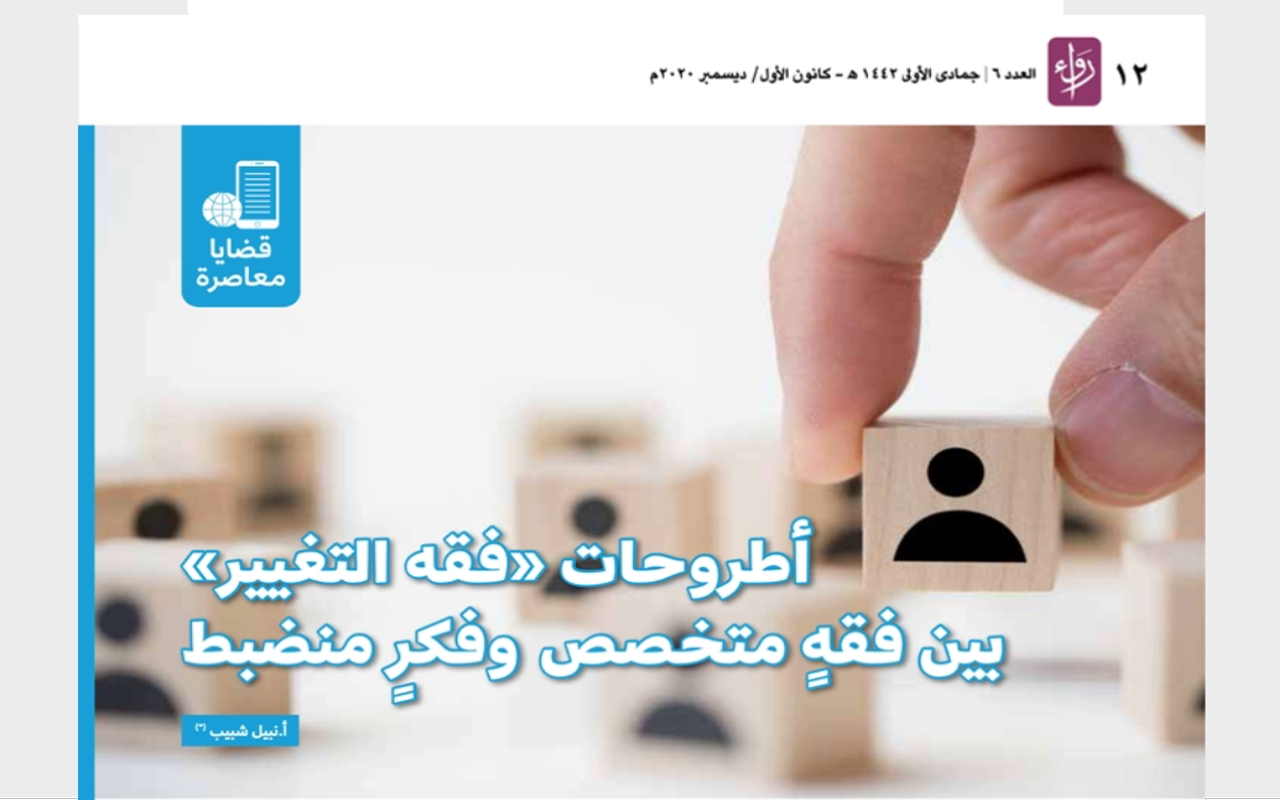 ١٢
رواء
العدد ٦ | جمادى الأولى ١٤٤٢ هـ - كانون الأول/ ديسمبر ٢٠٢٠م
قضايا
معاصرة
أطروحات «فقه التغيير»
بين فقهٍ متخصص وفكرٍ منضبط
أ.نبيل شبيب (*)